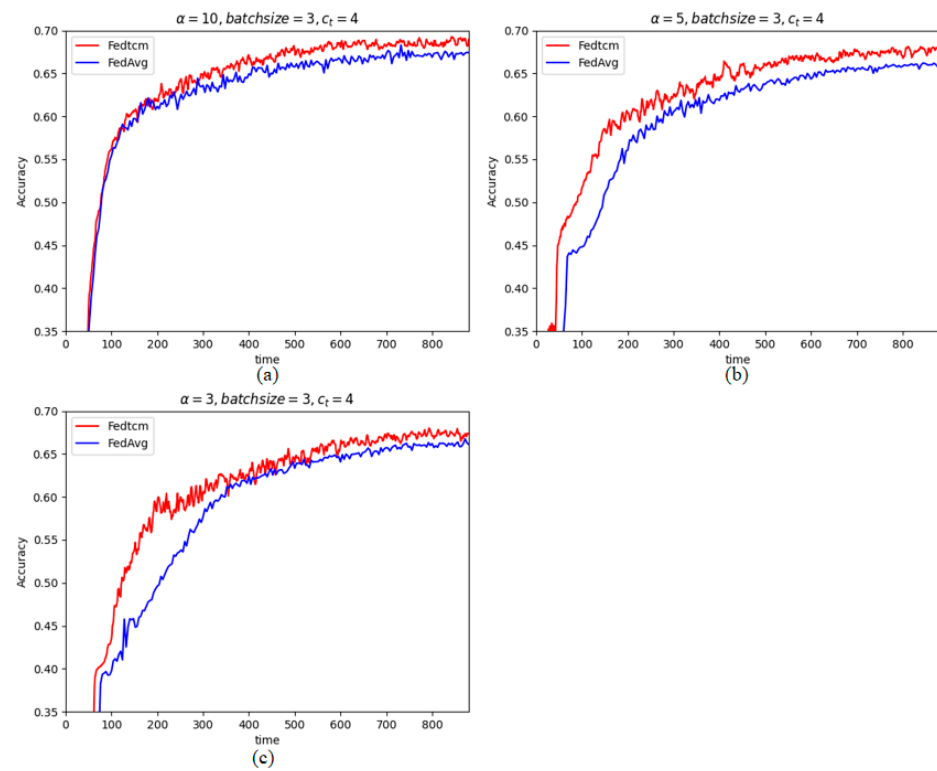 α = 10, batchsize = 3, c_t = 4
Fedtcm
FedAvg
Accuracy
0.70
0.65
0.60
0.55
0.50
0.45
0.40
0.35
0 100 200 300 400 500 600 700 800
time
(a)
α = 5, batchsize = 3, c_t = 4
Fedtcm
FedAvg
Accuracy
0.70
0.65
0.60
0.55
0.50
0.45
0.40
0.35
0 100 200 300 400 500 600 700 800
time
(b)
α = 3, batchsize = 3, c_t = 4
Fedtcm
FedAvg
Accuracy
0.70
0.65
0.60
0.55
0.50
0.45
0.40
0.35
0 100 200 300 400 500 600 700 800
time
(c)